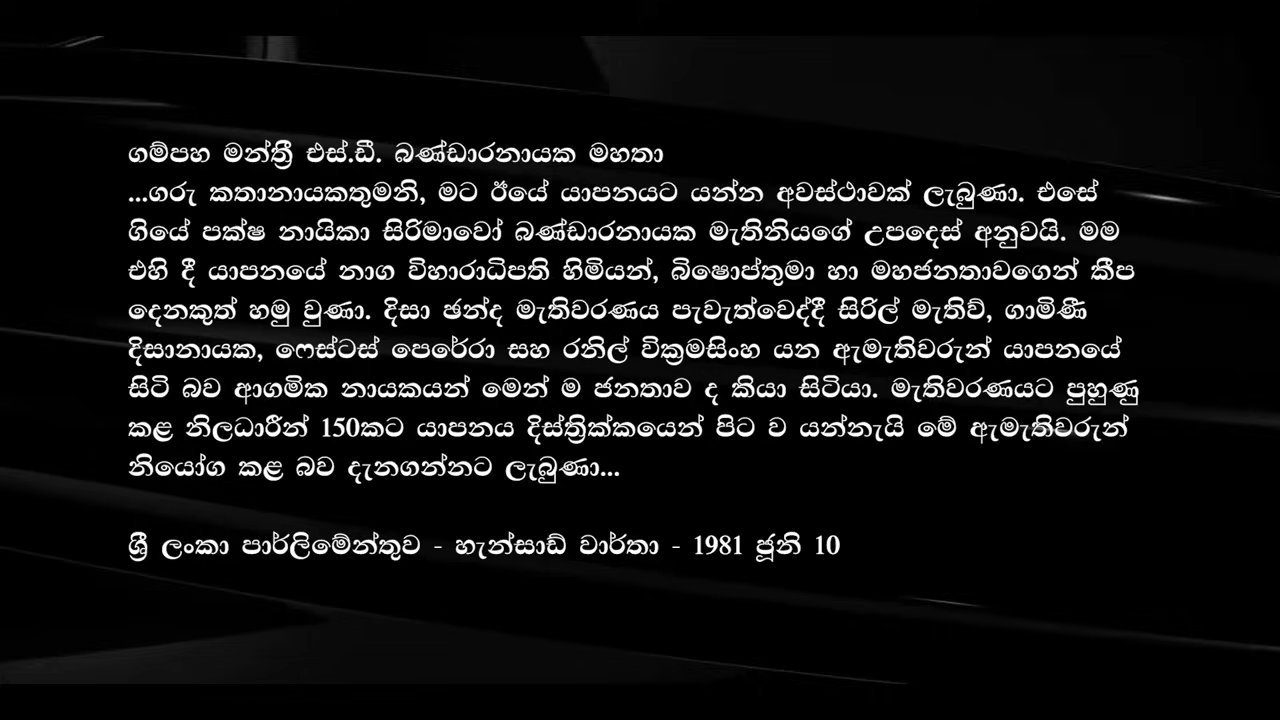 ගම්පහ මන්ත්‍රී එස්.ඩී. බණ්ඩාරනායක මහතා
...ගරු කතානායකතුමනි, මට ඊයේ යාපනයට යන්න අවස්ථාවක් ලැබුණා. එසේ
ගියේ පක්ෂ නායිකා සිරිමාවෝ බණ්ඩාරනායක මැතිනියගේ උපදෙස් අනුවයි. මම
එහි දී යාපනයේ නාග විහාරාධිපති හිමියන්, බිෂොප්තුමා හා මහජනතාවගෙන් කීප
දෙනකුත් හමු වුණා. දිසා ඡන්ද මැතිවරණය පැවැත්වෙද්දී සිරිල් මැතිව්, ගාමිණී
දිසානායක, ෆෙස්ටස් පෙරේරා සහ රනිල් වික්‍රමසිංහ යන ඇමැතිවරුන් යාපනයේ
සිටි බව ආගමික නායකයන් මෙන් ම ජනතාව ද කියා සිටියා. මැතිවරණයට පුහුණු
කළ නිලධාරීන් 150කට යාපනය දිස්ත්‍රික්කයෙන් පිට ව යන්නැයි මේ ඇමැතිවරුන්
නියෝග කළ බව දැනගන්නට ලැබුණා...
ශ්‍රී ලංකා පාර්ලිමේන්තුව - හැන්සාඩ් වාර්තා - 1981 ජූනි 10